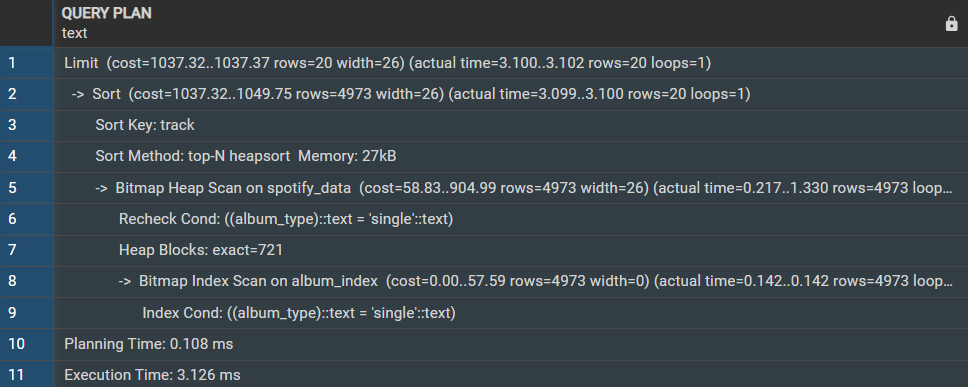 QUERY PLAN
text
1 Limit (cost=1037.32..1037.37 rows=20 width=26) (actual time=3.100..3.102 rows=20 loops=1)
2 -> Sort (cost=1037.32..1049.75 rows=4973 width=26) (actual time=3.099..3.100 rows=20 loops=1)
3 Sort Key: track
4 Sort Method: top-N heapsort Memory: 27kB
5 -> Bitmap Heap Scan on spotify_data (cost=58.83..904.99 rows=4973 width=26) (actual time=0.217..1.330 rows=4973 loop...
6 Recheck Cond: ((album_type)::text = 'single'::text)
7 Heap Blocks: exact=721
8 -> Bitmap Index Scan on album_index (cost=0.00..57.59 rows=4973 width=0) (actual time=0.142..0.142 rows=4973 loop...
9 Index Cond: ((album_type)::text = 'single'::text)
10 Planning Time: 0.108 ms
11 Execution Time: 3.126 ms